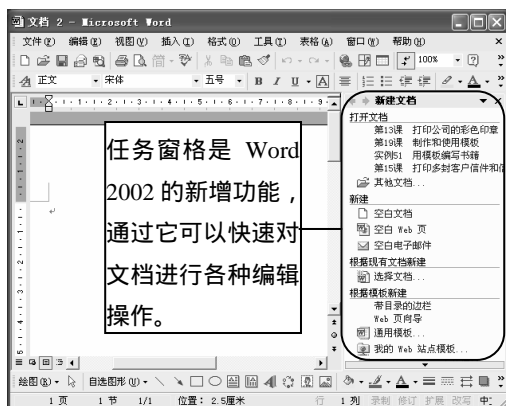 文档 2 - Microsoft Word
文件(F) 编辑(E) 视图(V) 插入(I) 格式(O) 工具(T) 表格(A) 窗口(W) 帮助(H) ×
100%
正文 宋体 五号 B I U A A
L 1 1 2 3 4 5 6 7 8 9
新建文档
打开文档
第13课 打印公司的彩色印章
第19课 制作和使用模板
实例51 用模板编写书籍
第15课 打印多封客户信件和信
其他文档...
新建
空白文档
空白 Web 页
空白电子邮件
根据现有文档新建
选择文档...
根据模板新建
带目录的边栏
Web 页向导
通用模板...
我的 Web 站点模板...
任务窗格是 Word
2002 的新增功能，
通过它可以快速对
文档进行各种编辑
操作。
绘图(R) 自选图形(U) A
1 页 1 节 1/1 位置: 2.5厘米 行 1 列 录制 修订 扩展 改写 中